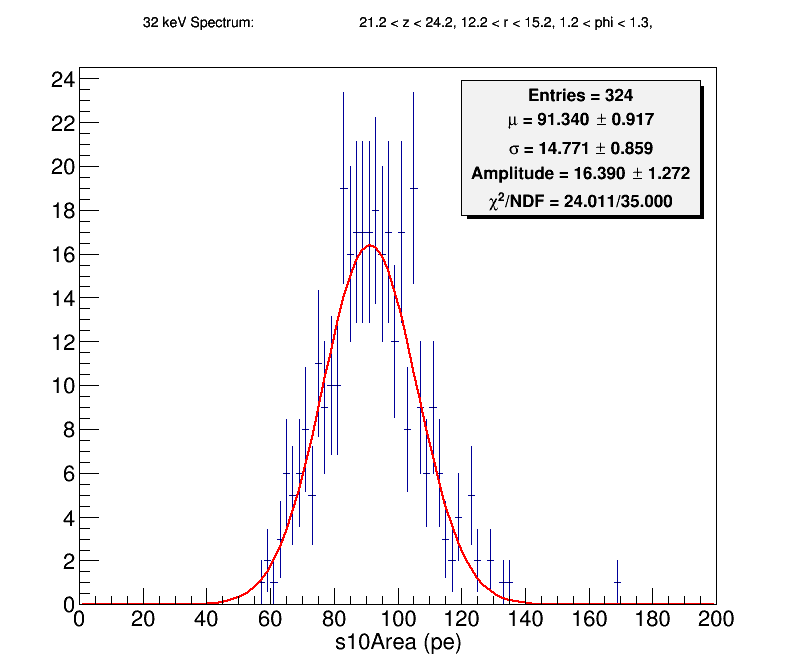 32 keV Spectrum: 21.2 < z < 24.2, 12.2 < r < 15.2, 1.2 < phi < 1.3,
Entries = 324
μ = 91.340 ± 0.917
σ = 14.771 ± 0.859
Amplitude = 16.390 ± 1.272
χ²/NDF = 24.011/35.000
24
22
20
18
16
14
12
10
8
6
4
2
0
0 20 40 60 80 100 120 140 160 180 200
s10Area (pe)